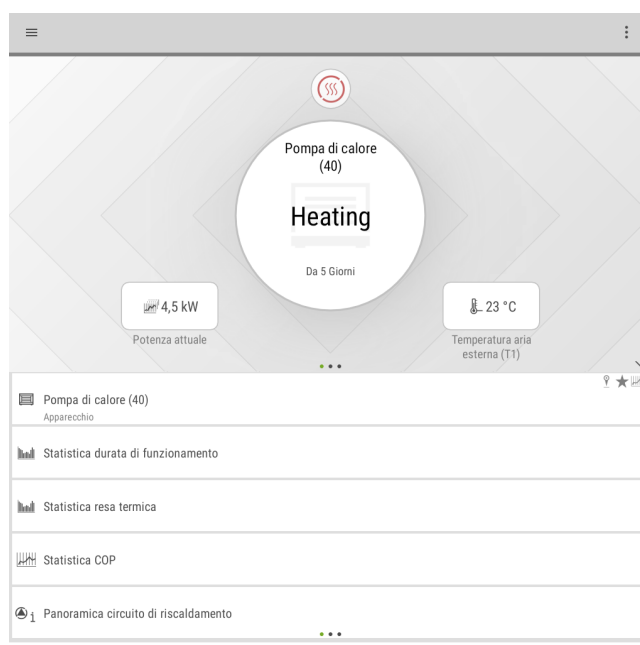 Pompa di calore
(40)
Heating
Da 5 Giorni
4,5 kW
23 °C
Potenza attuale
Temperatura aria
esterna (T1)
Pompa di calore (40)
Apparecchio
Statistica durata di funzionamento
Statistica resa termica
Statistica COP
i Panoramica circuito di riscaldamento